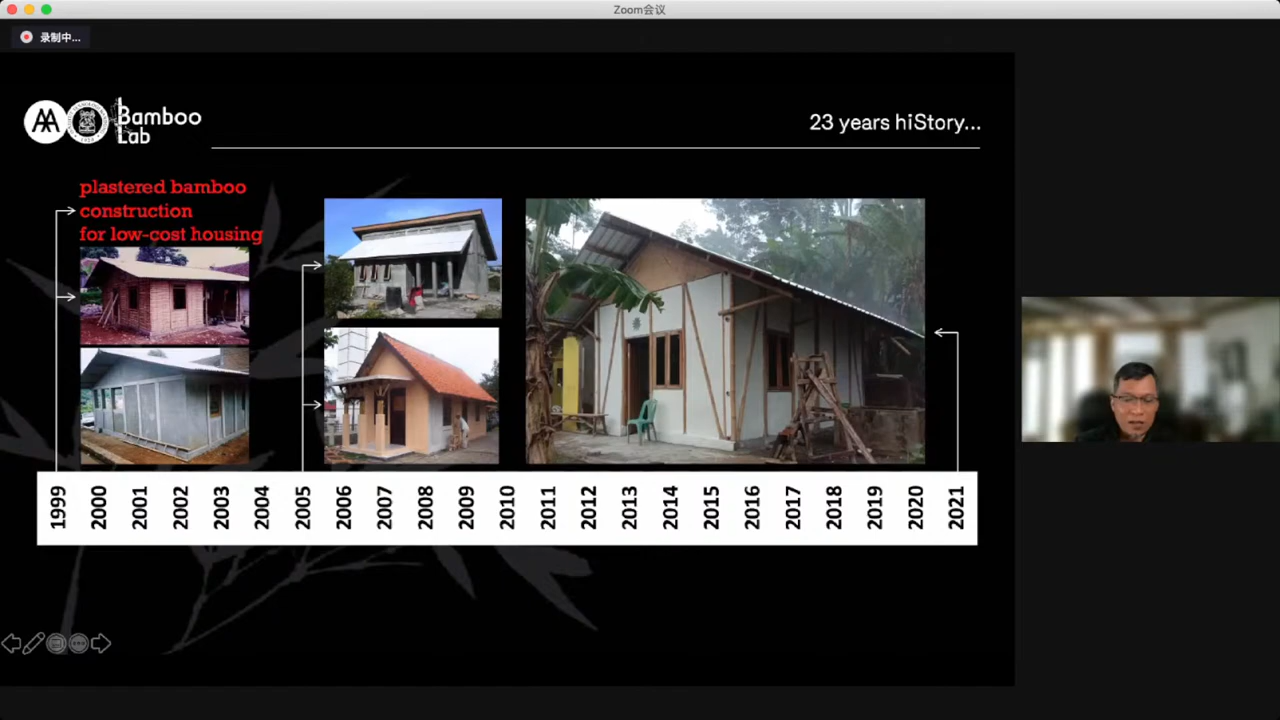 Zoom会议
录制中...
AA
Bamboo
Lab
23 years hiStory...
plastered bamboo
construction
for low-cost housing
1999 2000 2001 2002 2003 2004 2005 2006 2007 2008 2009 2010 2011 2012 2013 2014 2015 2016 2017 2018 2019 2020 2021